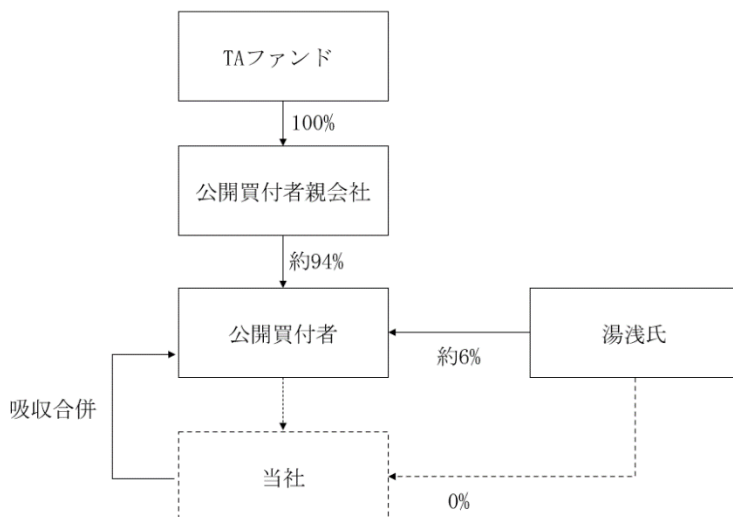 TAファンド
100%
公開買付者親会社
約94%
公開買付者
湯浅氏
約6%
吸収合併
当社
0%